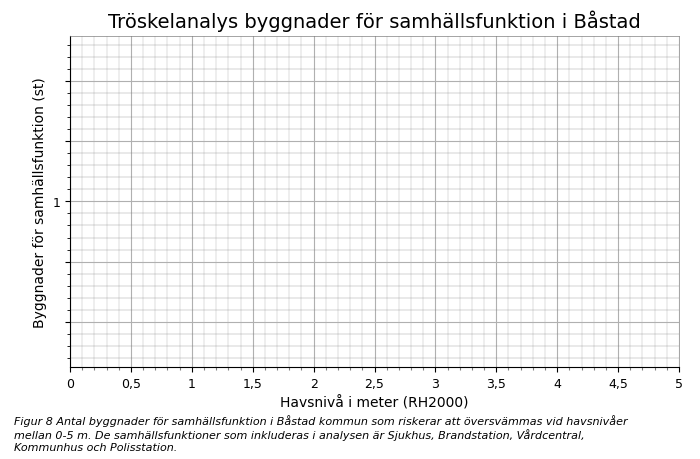 Tröskelanalys byggnader för samhällsfunktion i Båstad
Byggnader för samhällsfunktion (st)
1
0 0,5 1 1,5 2 2,5 3 3,5 4 4,5 5
Havsnivå i meter (RH2000)
Figur 8 Antal byggnader för samhällsfunktion i Båstad kommun som riskerar att översvämmas vid havsnivåer
mellan 0-5 m. De samhällsfunktioner som inkluderas i analysen är Sjukhus, Brandstation, Vårdcentral,
Kommunhus och Polisstation.